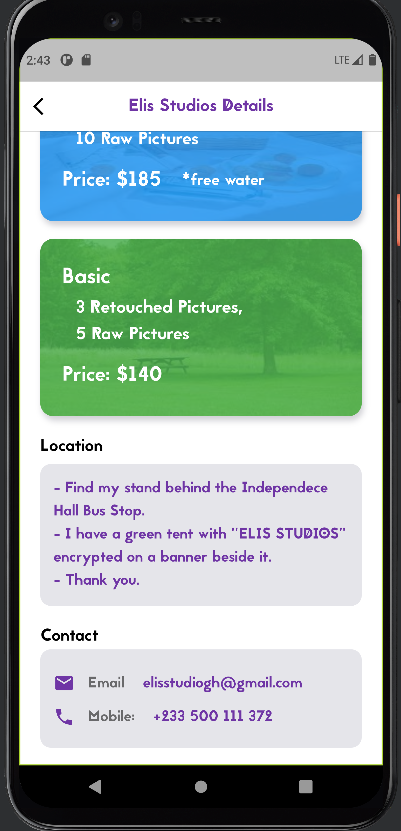 2:43
LTE
Elis Studios Details
10 Raw Pictures
Price: $185 *free water
Basic
3 Retouched Pictures,
5 Raw Pictures
Price: $140
Location
- Find my stand behind the Independece
Hall Bus Stop.
- I have a green tent with "ELIS STUDIOS"
encrypted on a banner beside it.
- Thank you.
Contact
Email elisstudiogh@gmail.com
Mobile: +233 500 111 372